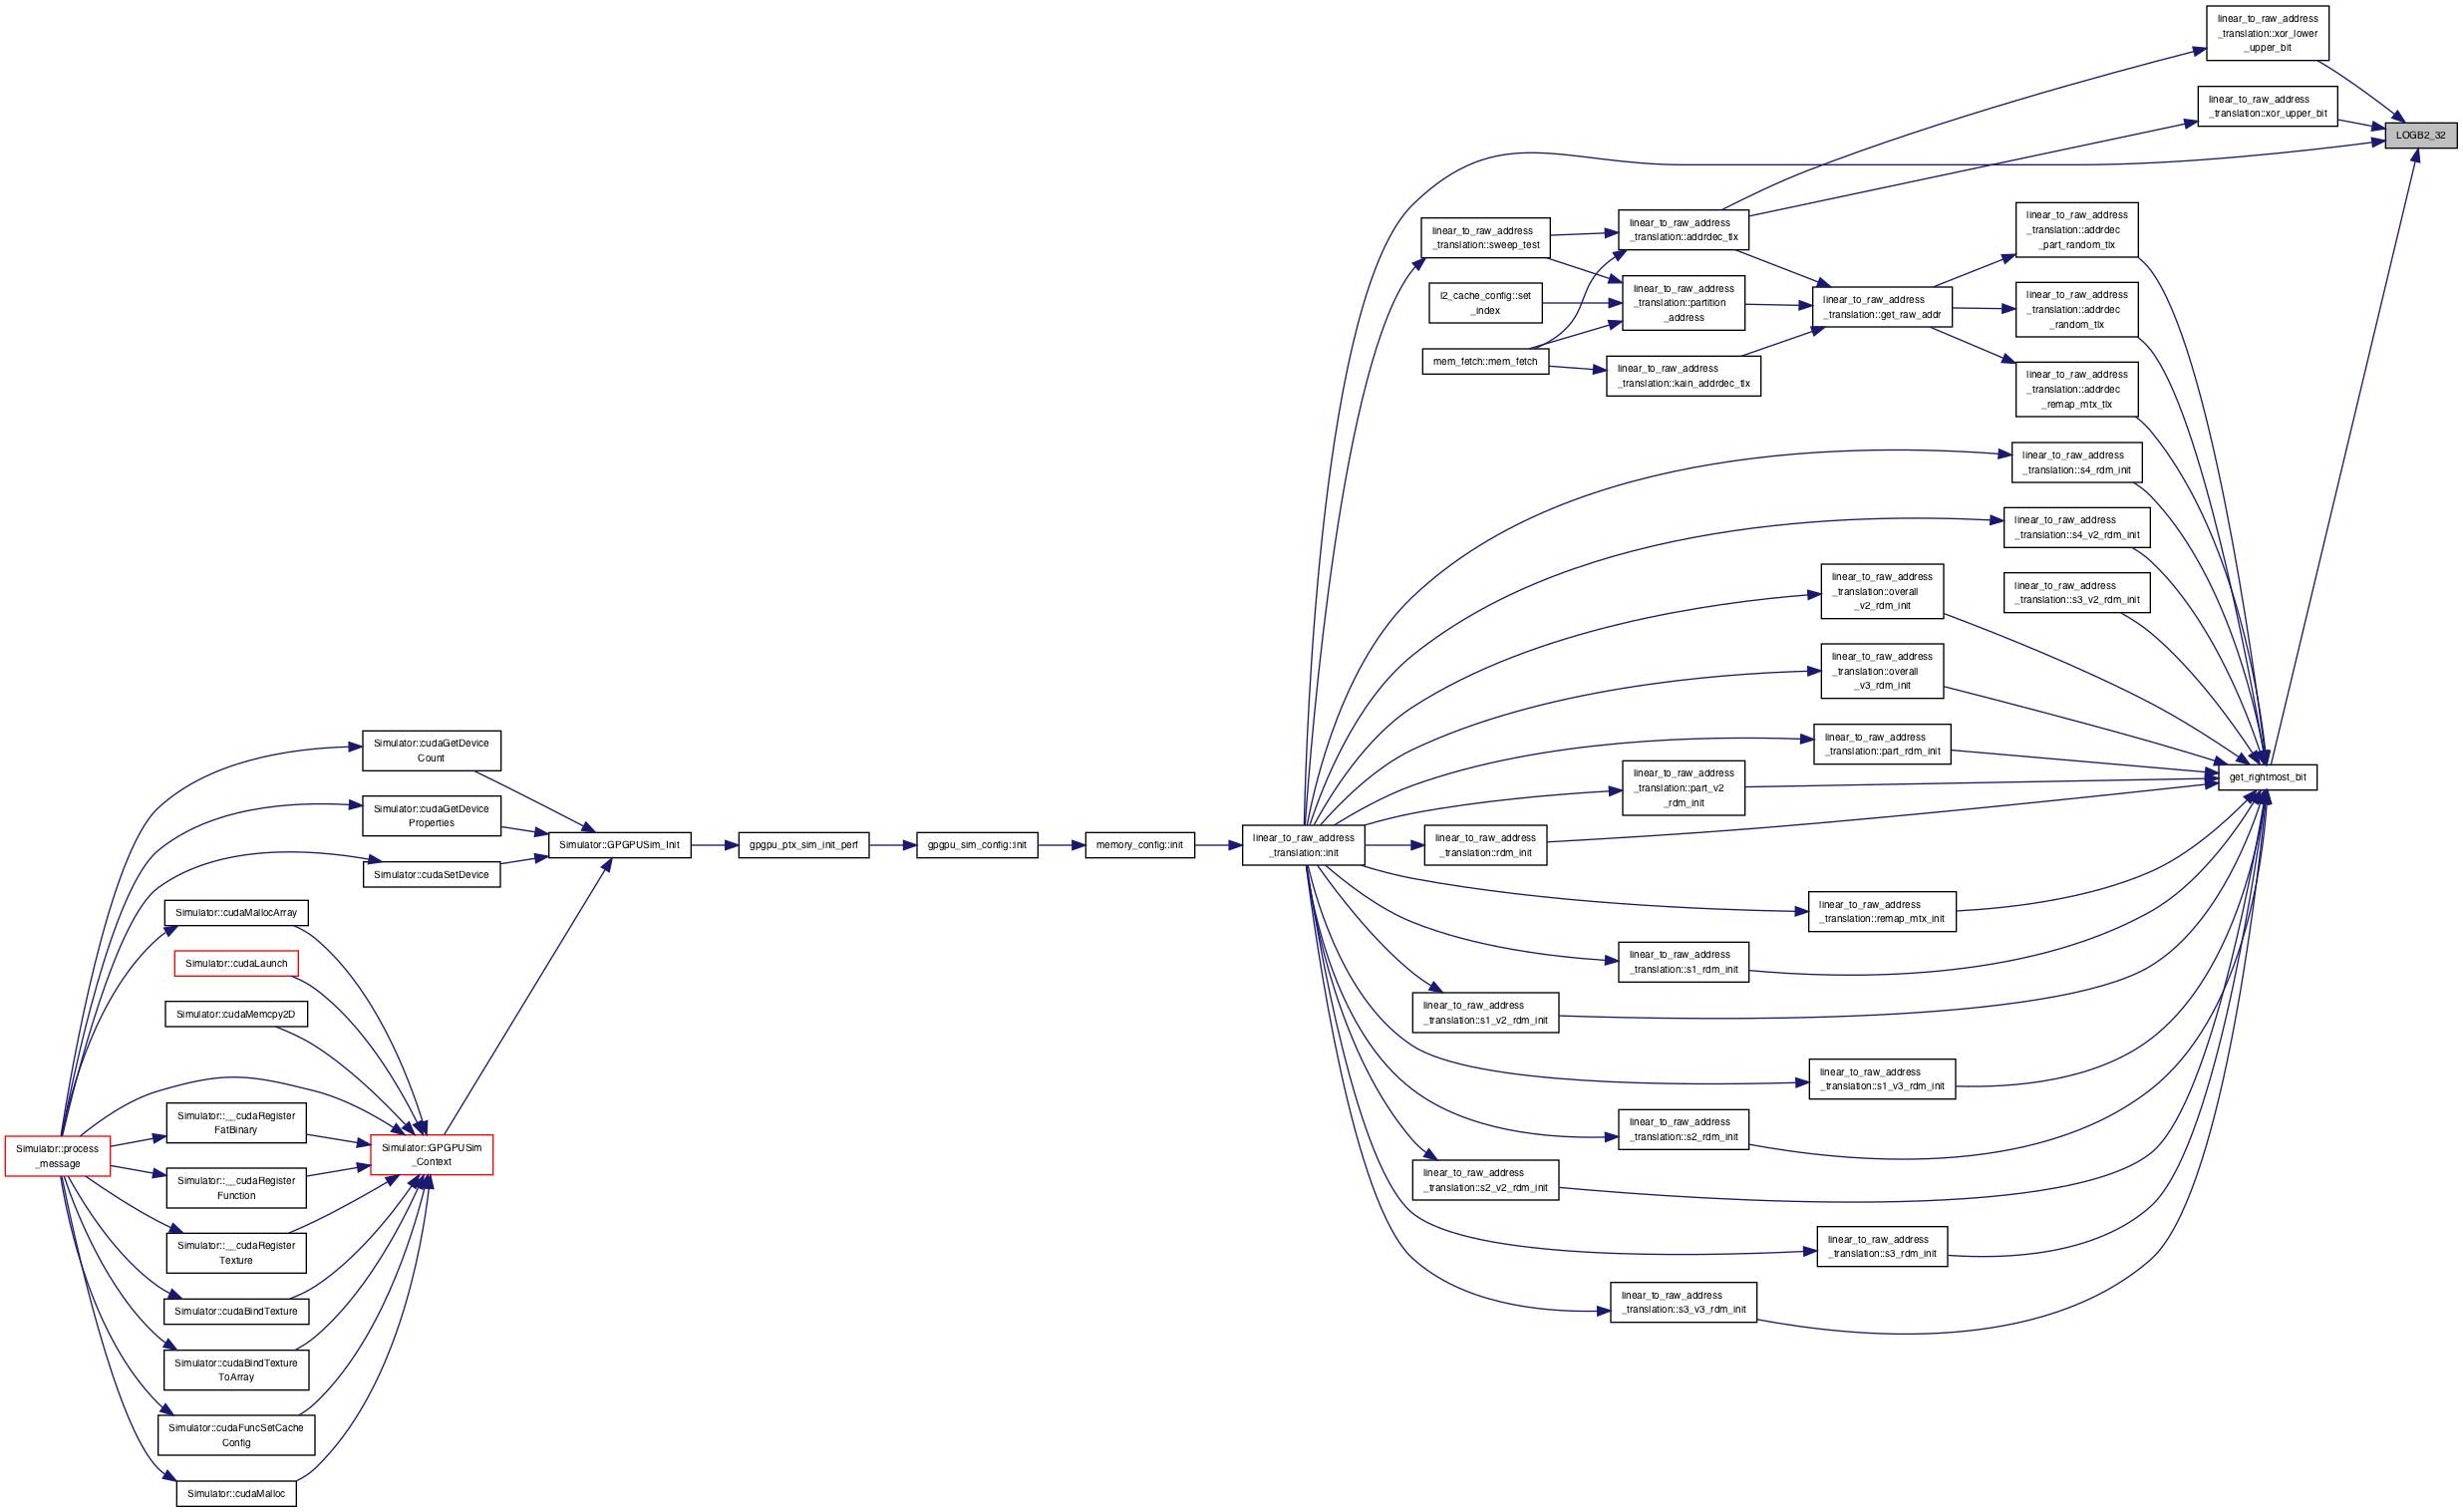 linear_to_raw_address
_translation::xor_lower
_upper_bit
linear_to_raw_address
_translation::xor_upper_bit
LOGB2_32
linear_to_raw_address
_translation::sweep_test
linear_to_raw_address
_translation::addrdec_tlx
linear_to_raw_address
_translation::addrdec
_part_random_tlx
l2_cache_config::set
_index
linear_to_raw_address
_translation::partition
_address
linear_to_raw_address
_translation::get_raw_addr
linear_to_raw_address
_translation::addrdec
_random_tlx
mem_fetch::mem_fetch
linear_to_raw_address
_translation::kain_addrdec_tlx
linear_to_raw_address
_translation::addrdec
_remap_mtx_tlx
linear_to_raw_address
_translation::s4_rdm_init
linear_to_raw_address
_translation::s4_v2_rdm_init
linear_to_raw_address
_translation::overall
_v2_rdm_init
linear_to_raw_address
_translation::s3_v2_rdm_init
linear_to_raw_address
_translation::overall
_v3_rdm_init
linear_to_raw_address
_translation::part_rdm_init
linear_to_raw_address
_translation::part_v2
_rdm_init
get_rightmost_bit
Simulator::cudaGetDevice
Count
Simulator::cudaGetDevice
Properties
Simulator::cudaSetDevice
Simulator::GPGPUSim_Init
gpgpu_ptx_sim_init_perf
gpgpu_sim_config::init
memory_config::init
linear_to_raw_address
_translation::init
linear_to_raw_address
_translation::rdm_init
linear_to_raw_address
_translation::remap_mtx_init
linear_to_raw_address
_translation::s1_rdm_init
linear_to_raw_address
_translation::s1_v2_rdm_init
linear_to_raw_address
_translation::s1_v3_rdm_init
linear_to_raw_address
_translation::s2_rdm_init
linear_to_raw_address
_translation::s2_v2_rdm_init
linear_to_raw_address
_translation::s3_rdm_init
linear_to_raw_address
_translation::s3_v3_rdm_init
Simulator::cudaMallocArray
Simulator::cudaLaunch
Simulator::cudaMemcpy2D
Simulator::__cudaRegister
FatBinary
Simulator::process
_message
Simulator::GPGPUSim
_Context
Simulator::__cudaRegister
Function
Simulator::__cudaRegister
Texture
Simulator::cudaBindTexture
Simulator::cudaBindTexture
ToArray
Simulator::cudaFuncSetCache
Config
Simulator::cudaMalloc